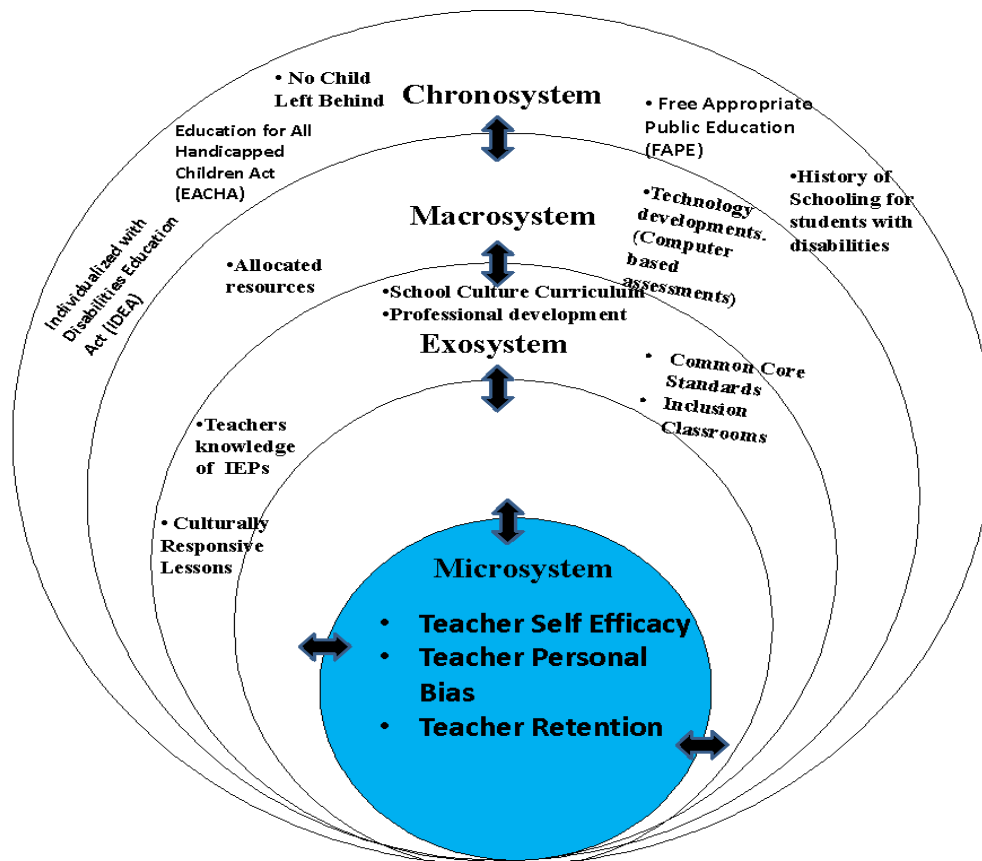 • No Child
Left Behind
Chronosystem
• Free Appropriate
Public Education
(FAPE)
Education for All
Handicapped
Children Act
(EACHA)
•History of
Schooling for
students with
disabilities
Individualized with
Disabilities Education
Act (IDEA)
Macrosystem
•Technology
developments.
(Computer
based
assessments)
•Allocated
resources
•School Culture Curriculum
•Professional development
Exosystem
• Common Core
Standards
• Inclusion
Classrooms
•Teachers
knowledge
of IEPs
• Culturally
Responsive
Lessons
Microsystem
• Teacher Self Efficacy
• Teacher Personal
Bias
• Teacher Retention